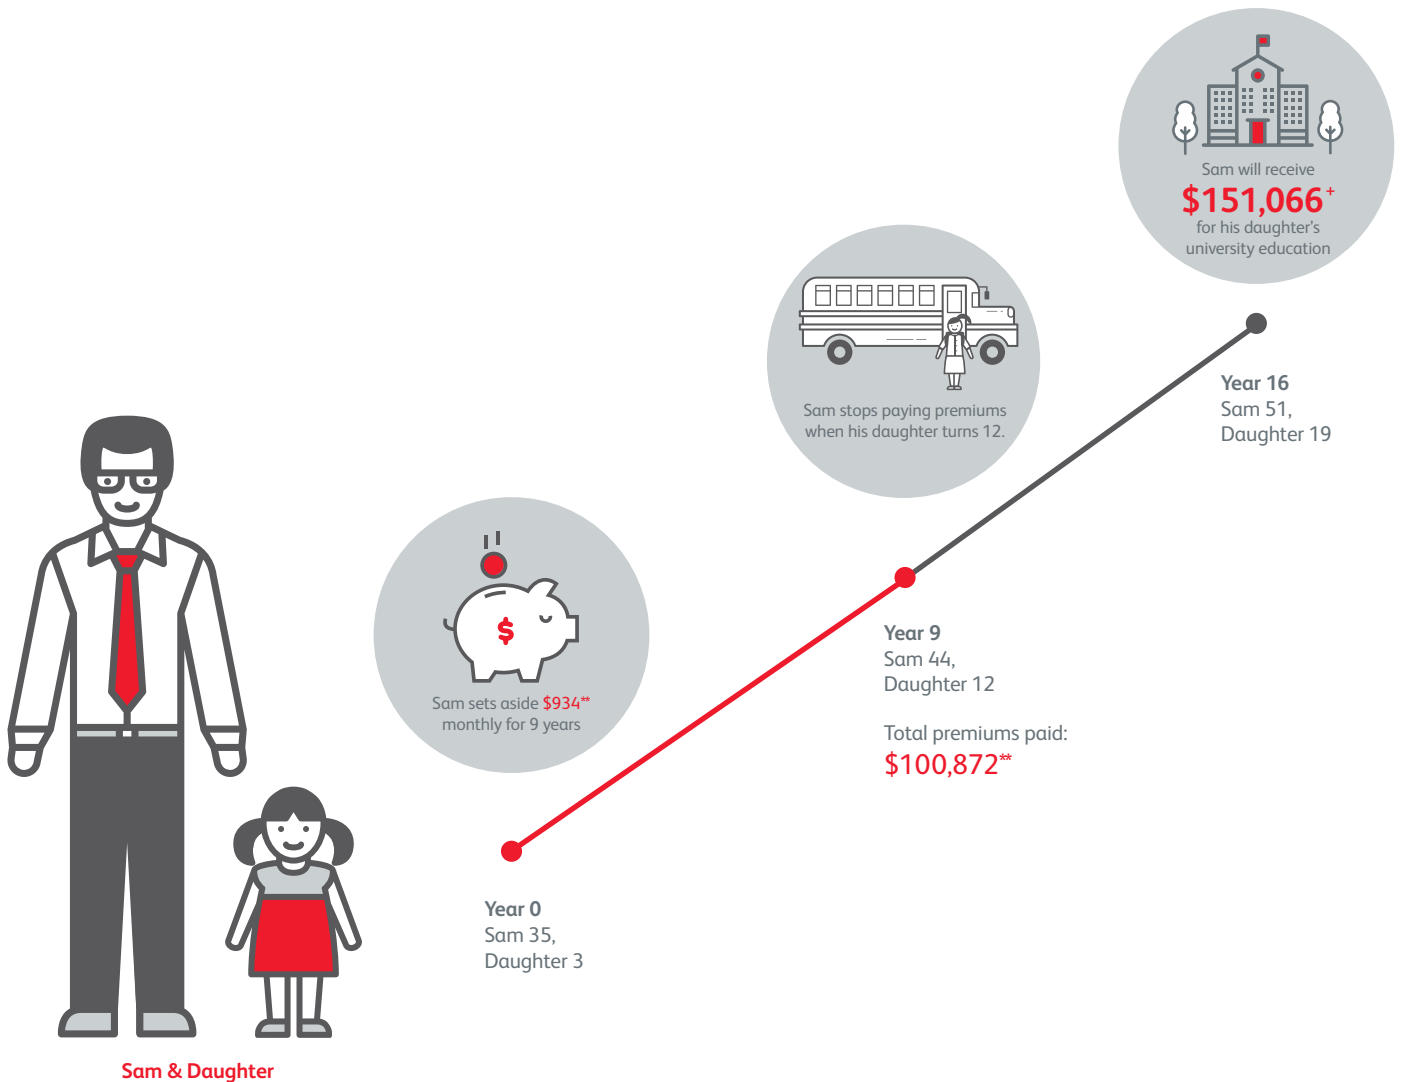 Sam will receive
$151,066+
for his daughter's
university education
Year 16
Sam 51,
Daughter 19
Sam stops paying premiums
when his daughter turns 12.
Year 9
Sam 44,
Daughter 12
Total premiums paid:
$100,872**
$
Sam sets aside $934**
monthly for 9 years
Year 0
Sam 35,
Daughter 3
Sam & Daughter